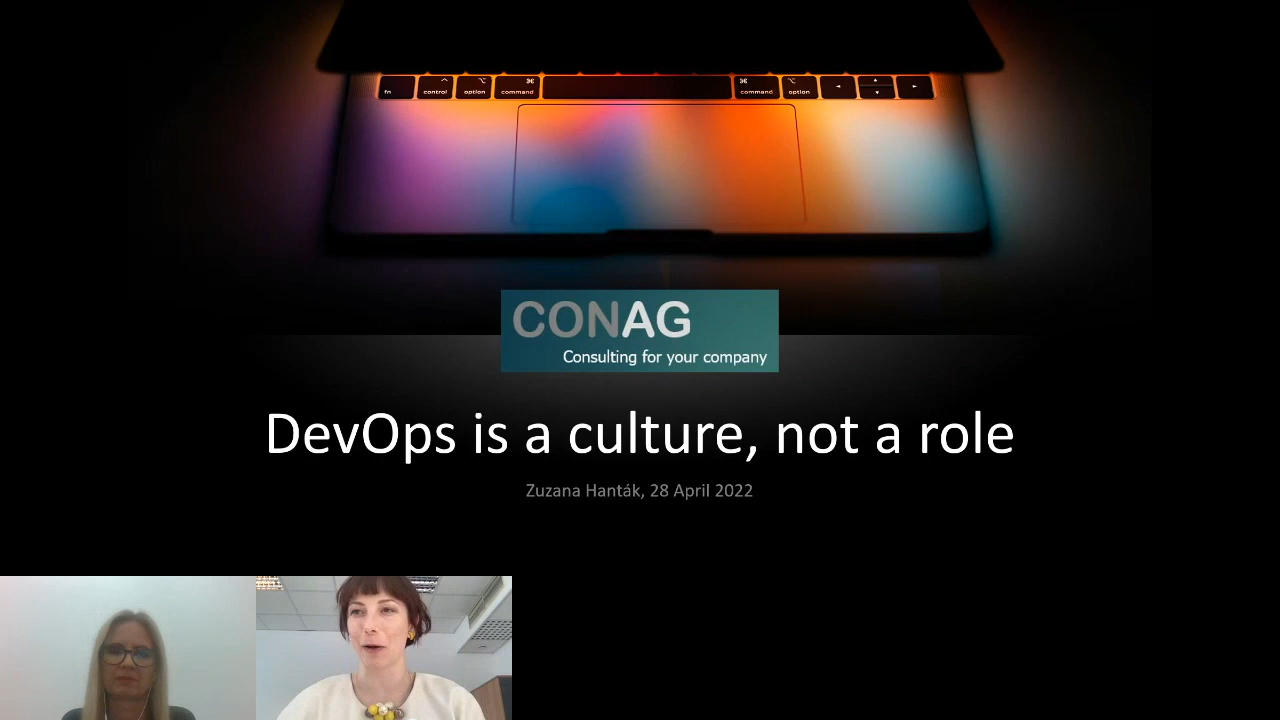 fn control option command command option
CONAG
Consulting for your company
DevOps is a culture, not a role
Zuzana Hanták, 28 April 2022